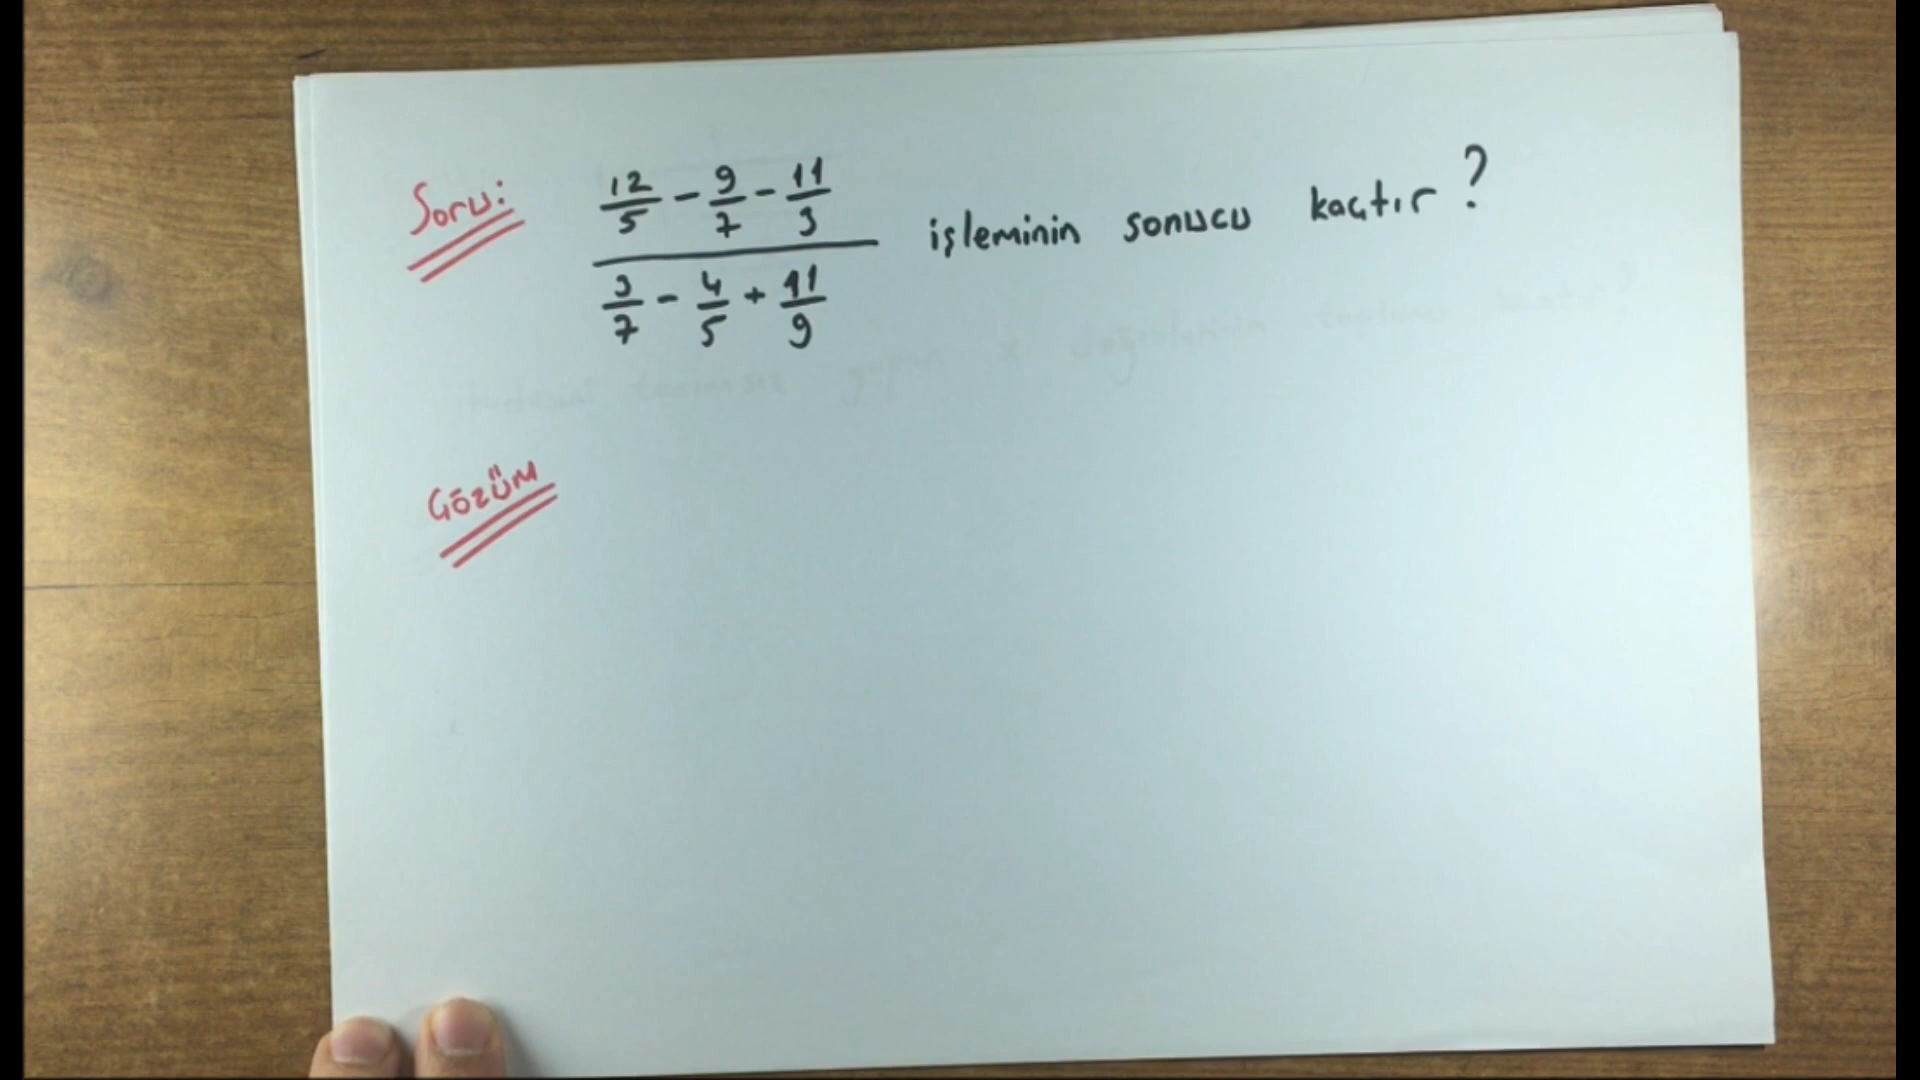 Soru: 12/5 - 9/7 - 11/3
işleminin sonucu kaçtır?
3/7 - 4/5 + 11/9
Çözüm